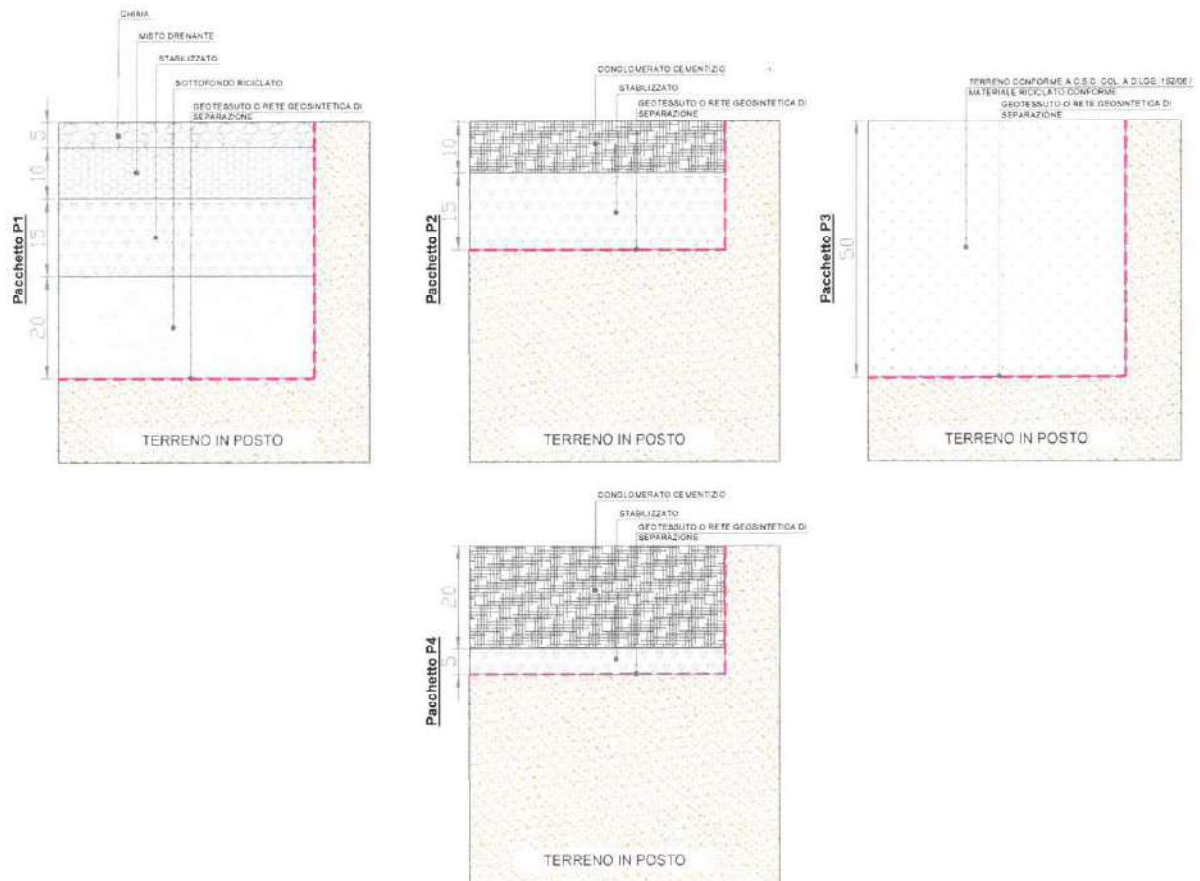 GHIAIA
MISTO DRENANTE
STABILIZZATO
SOTTOFONDO RICICLATO
GEOTESSUTO O RETE GEOSINTETICA DI
SEPARAZIONE
Pacchetto P1
5
10
15
20
TERRENO IN POSTO
CONGLOMERATO CEMENTIZIO
STABILIZZATO
GEOTESSUTO O RETE GEOSINTETICA DI
SEPARAZIONE
Pacchetto P2
10
15
TERRENO IN POSTO
TERRENO CONFORME A C.S.C. COL. A D.LGS. 152/06 /
MATERIALE RICICLATO CONFORME
GEOTESSUTO O RETE GEOSINTETICA DI
SEPARAZIONE
Pacchetto P3
50
TERRENO IN POSTO
CONGLOMERATO CEMENTIZIO
STABILIZZATO
GEOTESSUTO O RETE GEOSINTETICA DI
SEPARAZIONE
Pacchetto P4
20
5
TERRENO IN POSTO